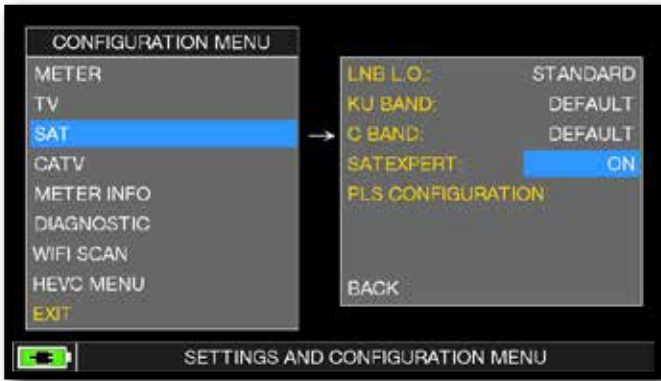 CONFIGURATION MENU
METER
TV
SAT
CATV
METER INFO
DIAGNOSTIC
WIFI SCAN
HEVC MENU
EXIT
→
LNB L.O.: STANDARD
KU BAND: DEFAULT
C BAND: DEFAULT
SATEXPERT: ON
PLS CONFIGURATION
BACK
SETTINGS AND CONFIGURATION MENU